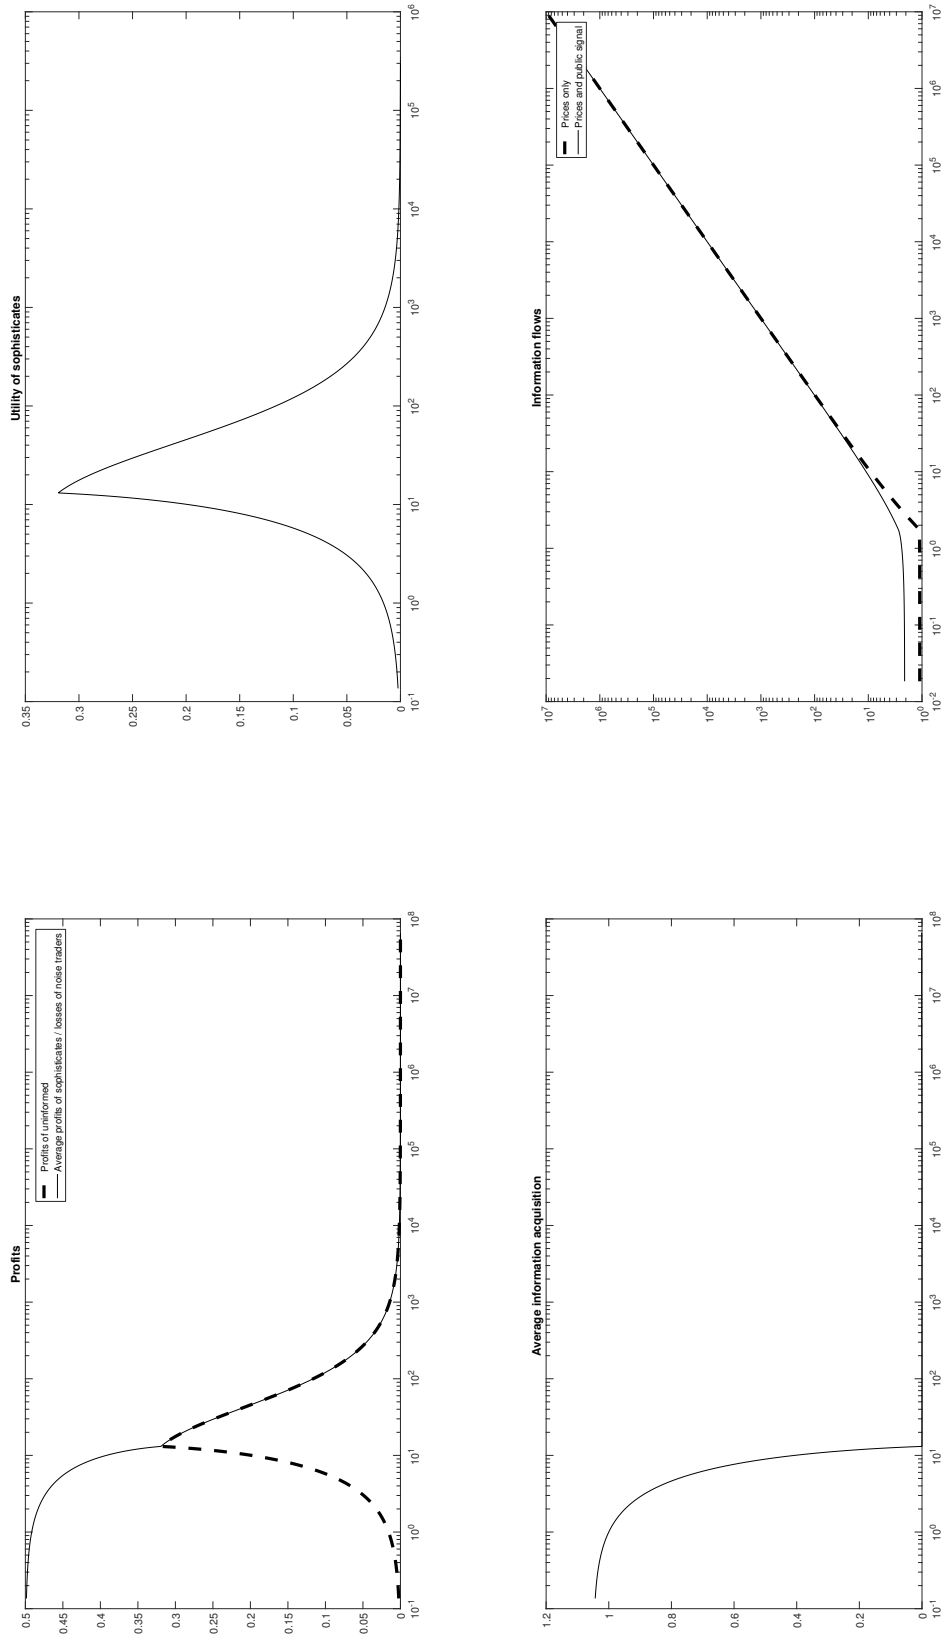 Profits
0.5
0.45
0.4
0.35
0.3
0.25
0.2
0.15
0.1
0.05
0
10⁻¹ 10⁰ 10¹ 10² 10³ 10⁴ 10⁵ 10⁶ 10⁷ 10⁸
Profits of uninformed
Average profits of sophisticates / losses of noise traders
Utility of sophisticates
0.35
0.3
0.25
0.2
0.15
0.1
0.05
0
10⁻¹ 10⁰ 10¹ 10² 10³ 10⁴ 10⁵ 10⁶
Average information acquisition
1.2
1
0.8
0.6
0.4
0.2
0
10⁻¹ 10⁰ 10¹ 10² 10³ 10⁴ 10⁵ 10⁶ 10⁷ 10⁸
Information flows
10⁷
10⁶
10⁵
10⁴
10³
10²
10¹
10⁰
10⁻² 10⁻¹ 10⁰ 10¹ 10² 10³ 10⁴ 10⁵ 10⁶ 10⁷
Prices only
Prices and public signal